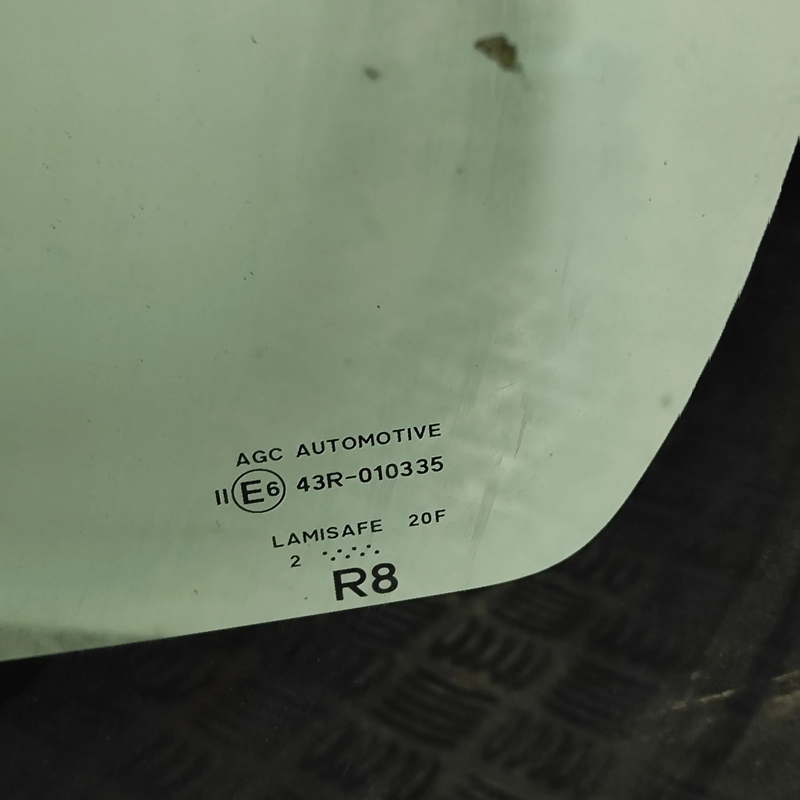 AGC AUTOMOTIVE
II E6 43R-010335
LAMISAFE 20F
2
R8